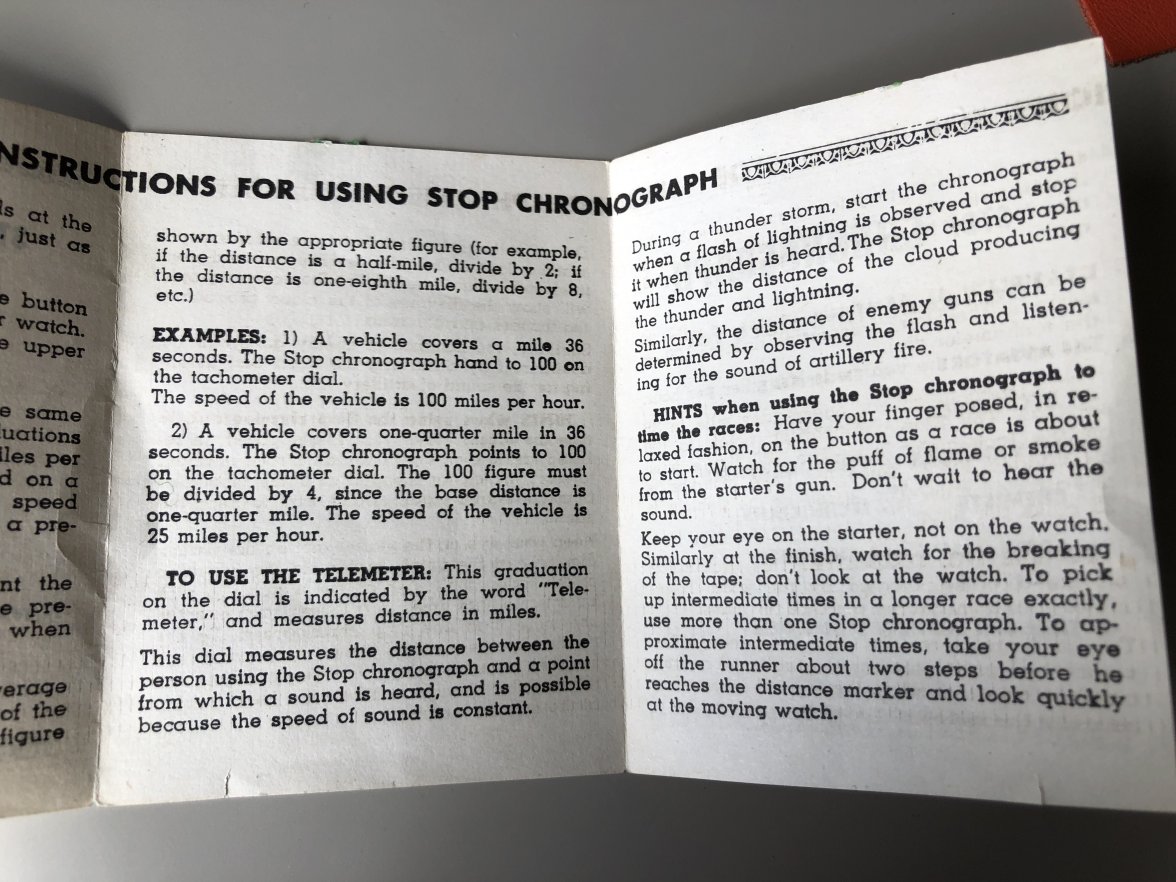 INSTRUCTIONS FOR USING STOP CHRONOGRAPH
at the
just as
button
watch.
upper
same
per
on a
speed
a pre-
the
pre-
when
of the
figure
shown by the appropriate figure (for example,
if the distance is a half-mile, divide by 2; if
the distance is one-eighth mile, divide by 8,
etc.)
EXAMPLES: 1) A vehicle covers a mile 36
seconds. The Stop chronograph hand to 100 on
the tachometer dial.
The speed of the vehicle is 100 miles per hour.
2) A vehicle covers one-quarter mile in 36
seconds. The Stop chronograph points to 100
on the tachometer dial. The 100 figure must
be divided by 4, since the base distance is
one-quarter mile. The speed of the vehicle is
25 miles per hour.
TO USE THE TELEMETER: This graduation
on the dial is indicated by the word "Tele-
meter," and measures distance in miles.
This dial measures the distance between the
person using the Stop chronograph and a point
from which a sound is heard, and is possible
because the speed of sound is constant.
During a thunder storm, start the chronograph
when a flash of lightning is observed and stop
it when thunder is heard. The Stop chronograph
will show the distance of the cloud producing
the thunder and lightning.
Similarly, the distance of enemy guns can be
determined by observing the flash and listen-
ing for the sound of artillery fire.
HINTS when using the Stop chronograph to
time the races: Have your finger posed, in re-
laxed fashion, on the button as a race is about
to start. Watch for the puff of flame or smoke
from the starter's gun. Don't wait to hear the
sound.
Keep your eye on the starter, not on the watch.
Similarly at the finish, watch for the breaking
of the tape; don't look at the watch. To pick
up intermediate times in a longer race exactly,
use more than one Stop chronograph. To ap-
proximate intermediate times, take your eye
off the runner about two steps before he
reaches the distance marker and look quickly
at the moving watch.